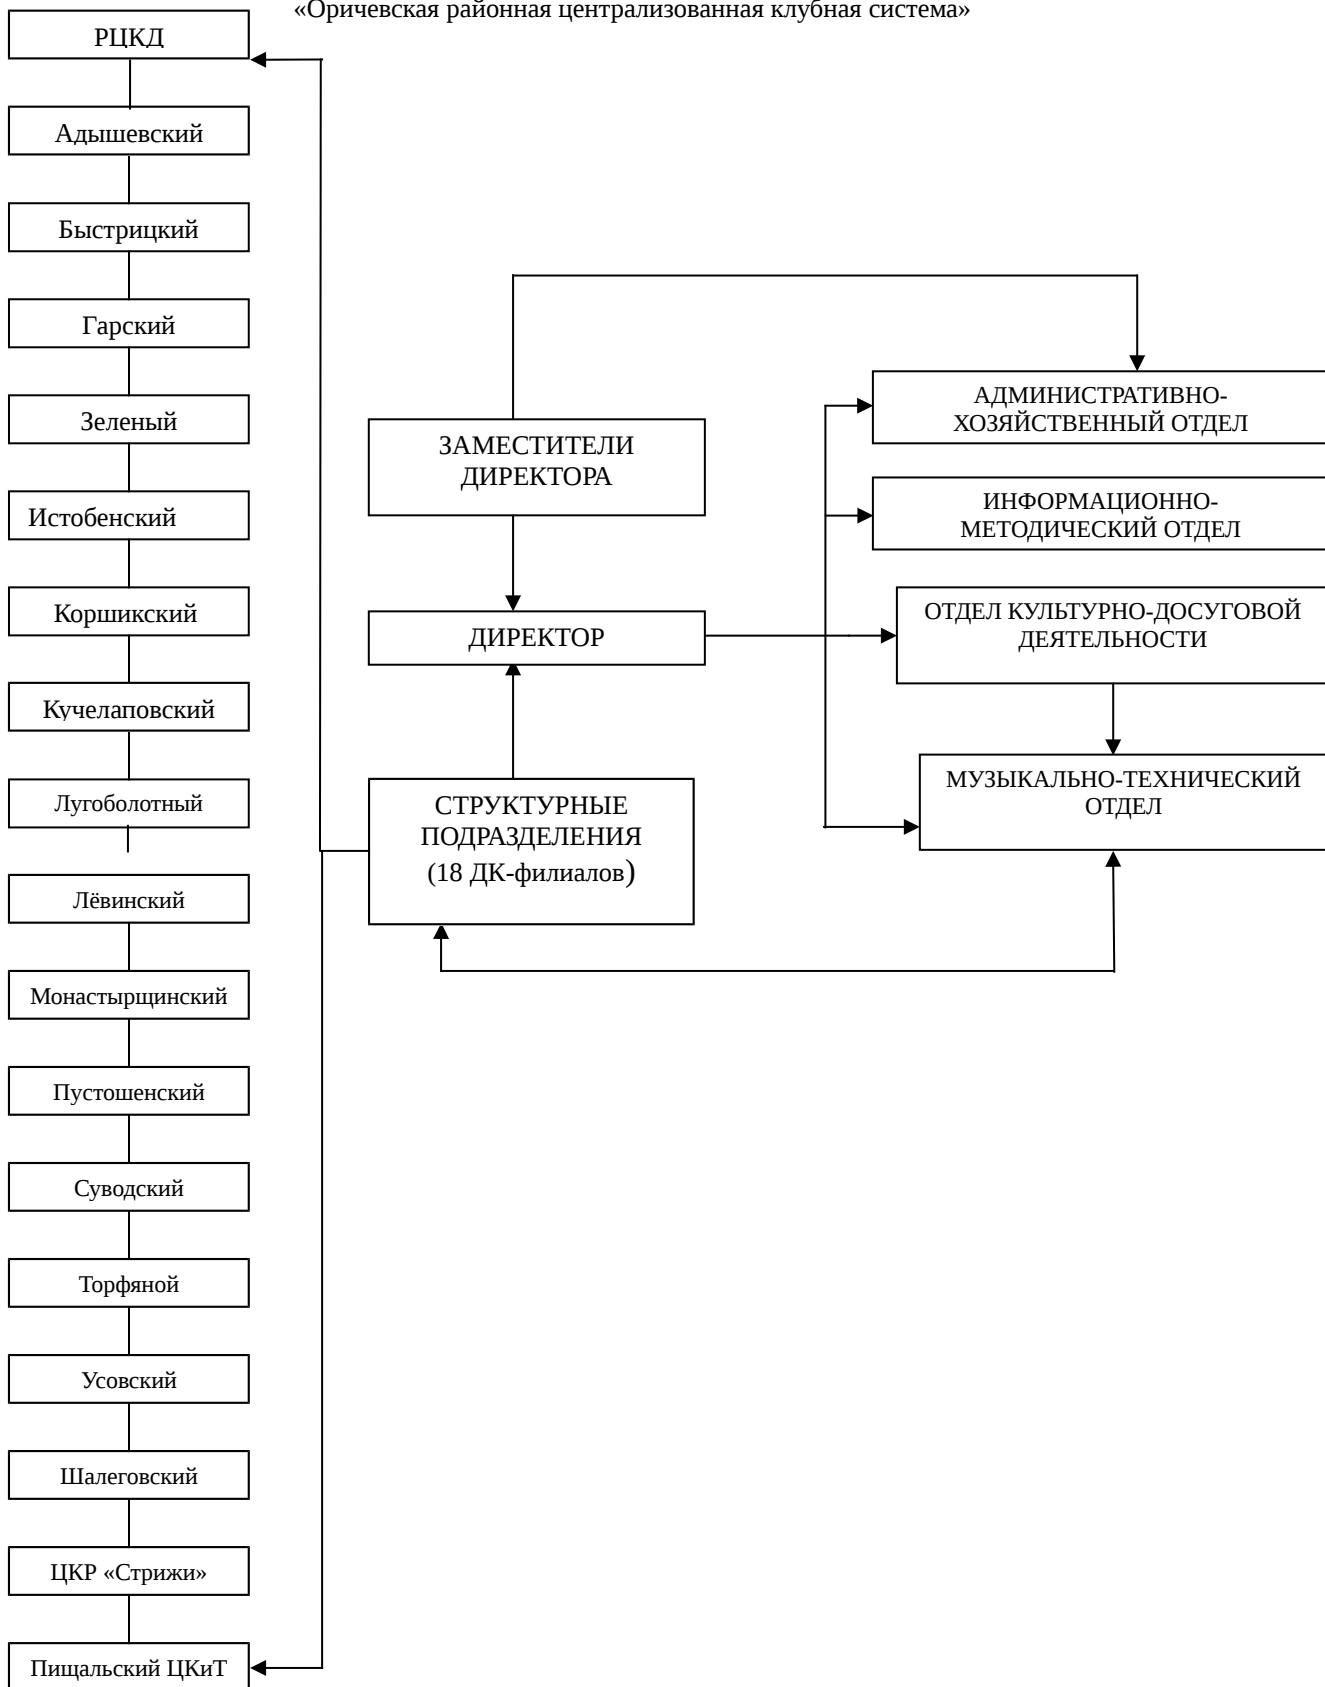 «Оричевская районная централизованная клубная система»
РЦКД
Адышевский
Быстрицкий
Гарский
Зеленый
Истобенский
Коршикский
Кучелаповский
Лугоболотный
Лёвинский
Монастырщинский
Пустошенский
Суводский
Торфяной
Усовский
Шалеговский
ЦКР «Стрижи»
Пищальский ЦКиТ
ЗАМЕСТИТЕЛИ
ДИРЕКТОРА
ДИРЕКТОР
СТРУКТУРНЫЕ
ПОДРАЗДЕЛЕНИЯ
(18 ДК-филиалов)
АДМИНИСТРАТИВНО-
ХОЗЯЙСТВЕННЫЙ ОТДЕЛ
ИНФОРМАЦИОННО-
МЕТОДИЧЕСКИЙ ОТДЕЛ
ОТДЕЛ КУЛЬТУРНО-ДОСУГОВОЙ
ДЕЯТЕЛЬНОСТИ
МУЗЫКАЛЬНО-ТЕХНИЧЕСКИЙ
ОТДЕЛ